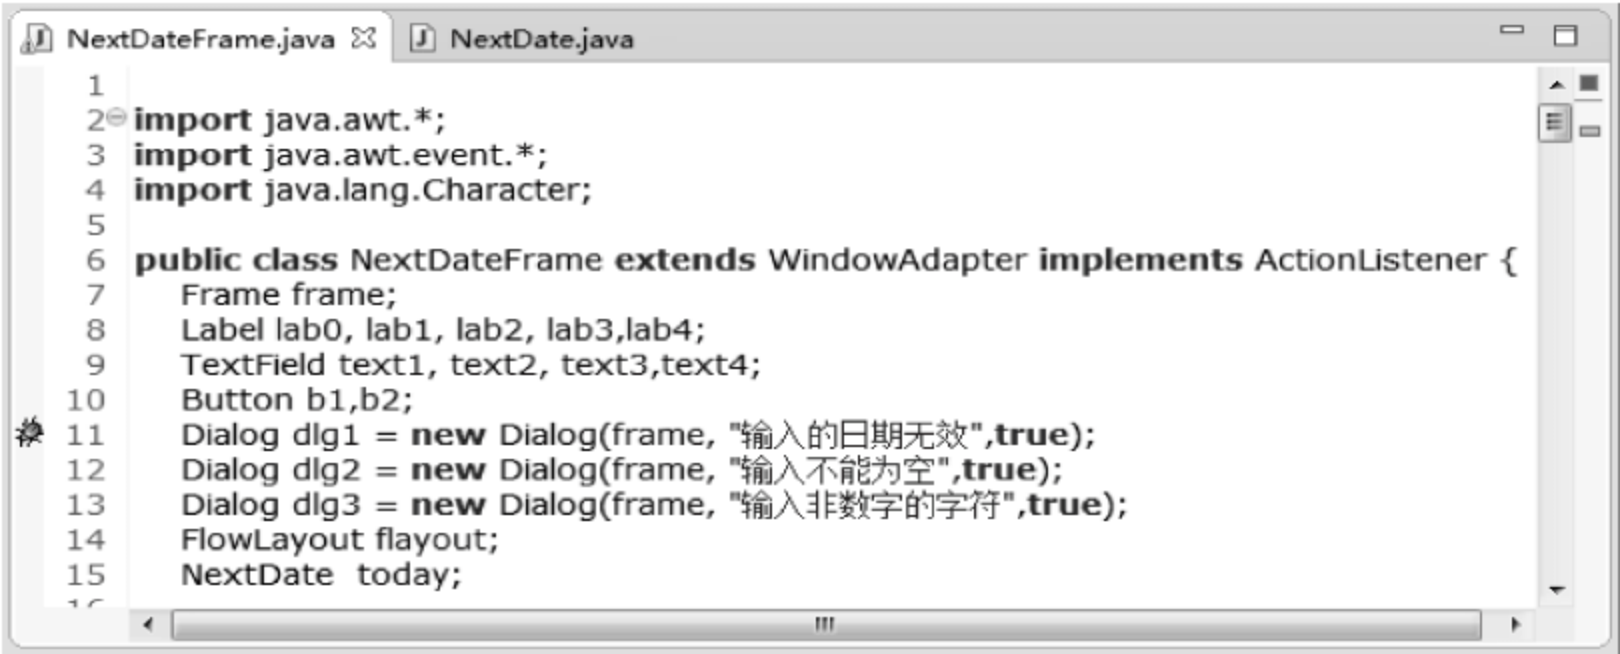 NextDateFrame.java NextDate.java
1
2 import java.awt.*;
3 import java.awt.event.*;
4 import java.lang.Character;
5
6 public class NextDateFrame extends WindowAdapter implements ActionListener {
7 Frame frame;
8 Label lab0, lab1, lab2, lab3,lab4;
9 TextField text1, text2, text3,text4;
10 Button b1,b2;
11 Dialog dlg1 = new Dialog(frame, "输入的日期无效",true);
12 Dialog dlg2 = new Dialog(frame, "输入不能为空",true);
13 Dialog dlg3 = new Dialog(frame, "输入非数字的字符",true);
14 FlowLayout flayout;
15 NextDate today;